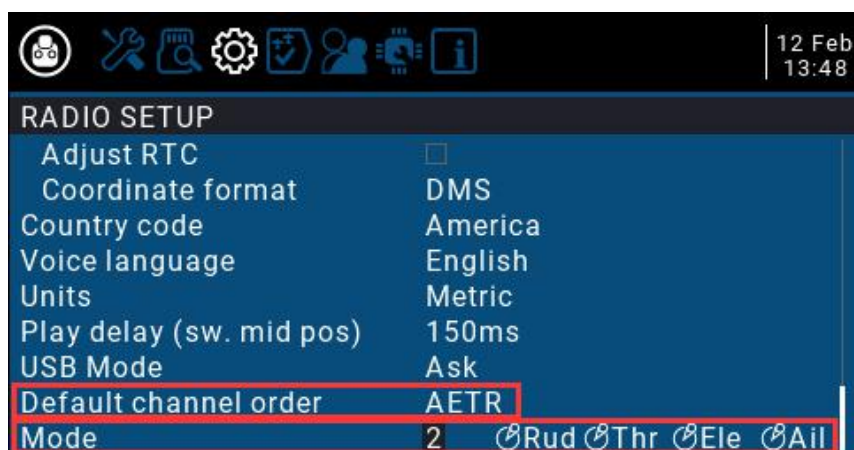 12 Feb
13:48
RADIO SETUP
Adjust RTC
Coordinate format DMS
Country code America
Voice language English
Units Metric
Play delay (sw. mid pos) 150ms
USB Mode Ask
Default channel order AETR
Mode 2 Rud Thr Ele Ail